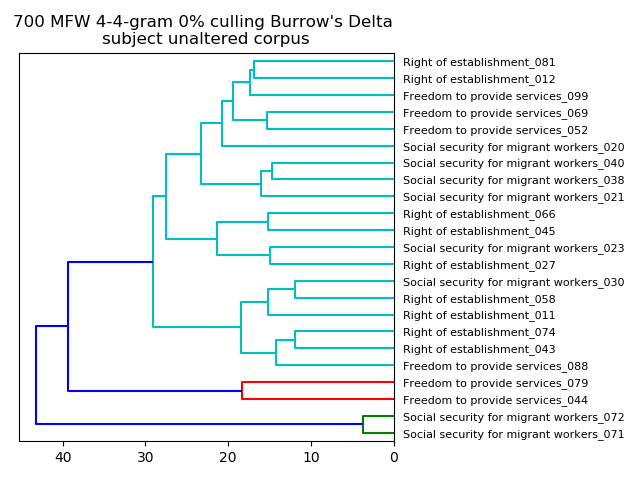 700 MFW 4-4-gram 0% culling Burrow's Delta
subject unaltered corpus
Right of establishment_081
Right of establishment_012
Freedom to provide services_099
Freedom to provide services_069
Freedom to provide services_052
Social security for migrant workers_020
Social security for migrant workers_040
Social security for migrant workers_038
Social security for migrant workers_021
Right of establishment_066
Right of establishment_045
Social security for migrant workers_023
Right of establishment_027
Social security for migrant workers_030
Right of establishment_058
Right of establishment_011
Right of establishment_074
Right of establishment_043
Freedom to provide services_088
Freedom to provide services_079
Freedom to provide services_044
Social security for migrant workers_072
Social security for migrant workers_071
40 30 20 10 0